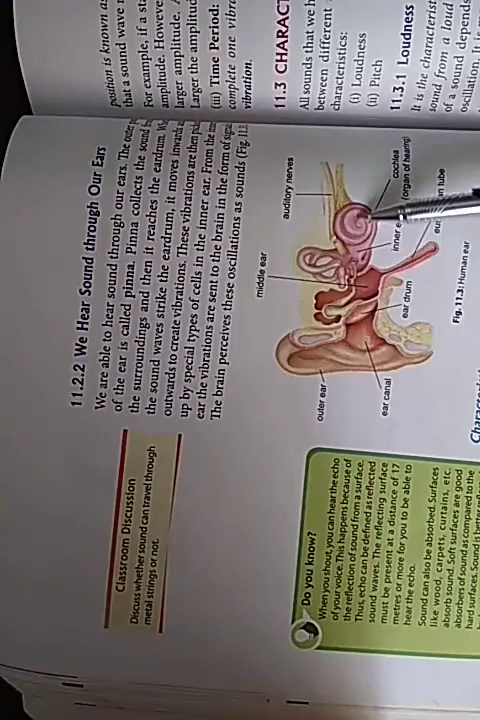 position is known as
that a sound wave
For example, if a
amplitude. Howeve
larger amplitude.
Larger the amplitud
(iii) Time Period:
complete one vibra
vibration.
11.3 CHARACT
All sounds that we h
between different
characteristics:
(i) Loudness
(ii) Pitch
11.3.1 Loudness
It is the characterist
sound from a loud
of a sound depends
oscillation. It is
11.2.2 We Hear Sound through Our Ears
We are able to hear sound through our ears. The outer
of the ear is called pinna. Pinna collects the sound
the surroundings and then it reaches the eardrum.
the sound waves strike the eardrum, it moves inwards
outwards to create vibrations. These vibrations are then
up by special types of cells in the inner ear. From the
ear the vibrations are sent to the brain in the form of
The brain perceives these oscillations as sounds (Fig. 11.3
auditory nerves
middle ear
outer ear
ear canal
ear drum
inner e
cochlea
(organ of hearing)
eu
n tube
Fig. 11.3: Human ear
Classroom Discussion
Discuss whether sound can travel through
metal strings or not.
Do you know?
When you shout, you can hear the echo
of your voice. This happens because of
the reflection of sound from a surface.
Thus, echo can be defined as reflected
sound waves. The reflecting surface
must be present at a distance of 17
metres or more for you to be able to
hear the echo.
Sound can also be absorbed. Surfaces
like wood, carpets, curtains, etc.
absorb sound. Soft surfaces are good
absorbers of sound as compared to the
hard surfaces. Sound is better